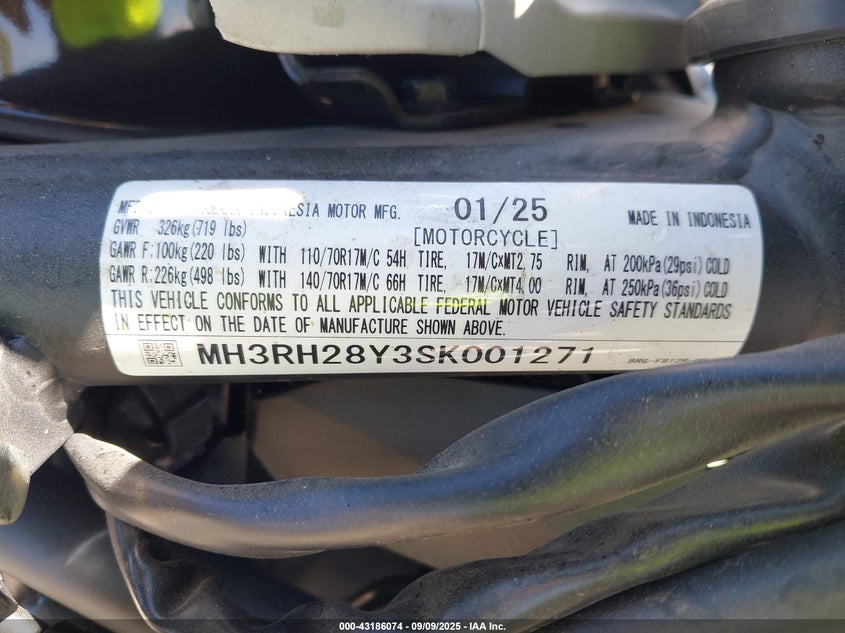 RESIA MOTOR MFG. 01/25 MADE IN INDONESIA
GVWR 326kg(719 lbs) [MOTORCYCLE]
GAWR F:100kg(220 lbs) WITH 110/70R17M/C 54H TIRE, 17M/CXMT2.75 RIM, AT 200kPa(29psi)COLD
GAWR R:226kg(498 lbs) WITH 140/70R17M/C 66H TIRE, 17M/CXMT4.00 RIM, AT 250kPa(36psi)COLD
THIS VEHICLE CONFORMS TO ALL APPLICABLE FEDERAL MOTOR VEHICLE SAFETY STANDARDS
IN EFFECT ON THE DATE OF MANUFACTURE SHOWN ABOVE.
MH3RH28Y3SK001271
000-43186074 / 09/09/2025 - IAA Inc.